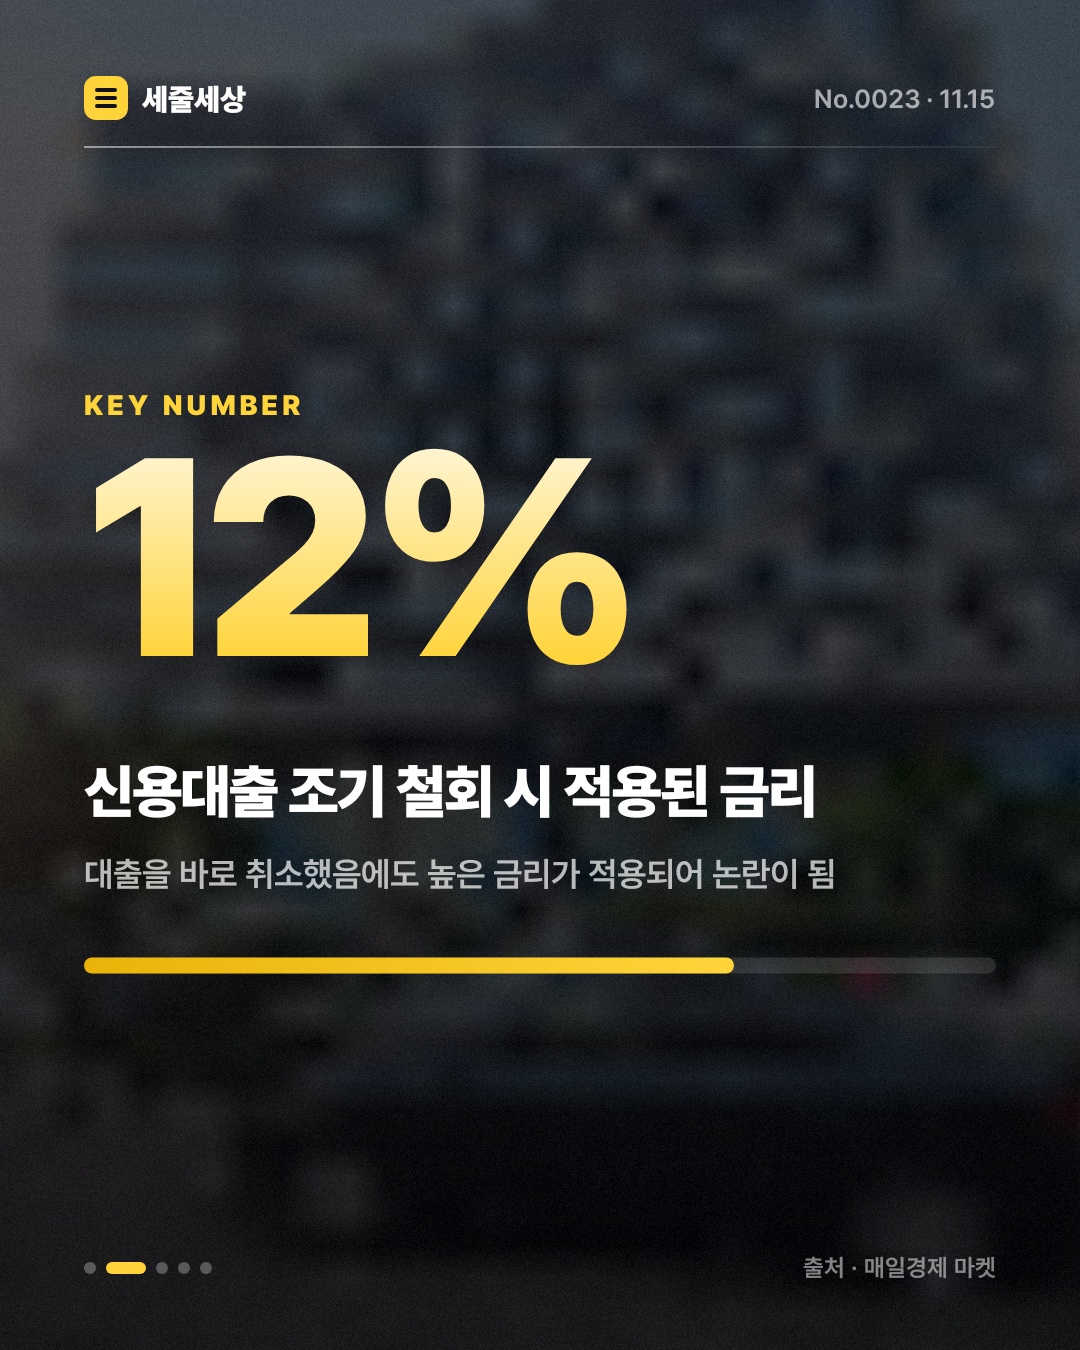 세줄세상
No.0023 · 11.15
KEY NUMBER
12%
신용대출 조기 철회 시 적용된 금리
대출을 바로 취소했음에도 높은 금리가 적용되어 논란이 됨
출처 · 매일경제 마켓